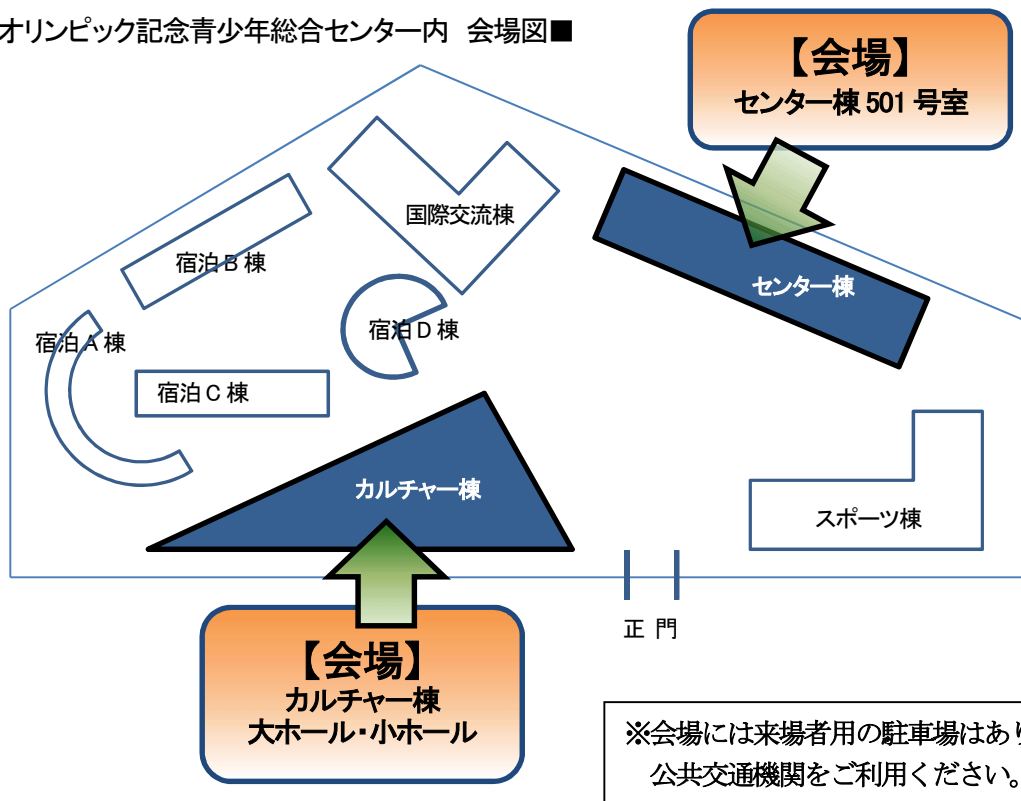 オリンピック記念青少年総合センター内 会場図■
【会場】
センター棟 501 号室
国際交流棟
宿泊B棟
センター棟
宿泊D棟
宿泊A棟
宿泊C棟
カルチャー棟
スポーツ棟
正 門
【会場】
カルチャー棟
大ホール・小ホール
※会場には来場者用の駐車場はあり
公共交通機関をご利用ください。